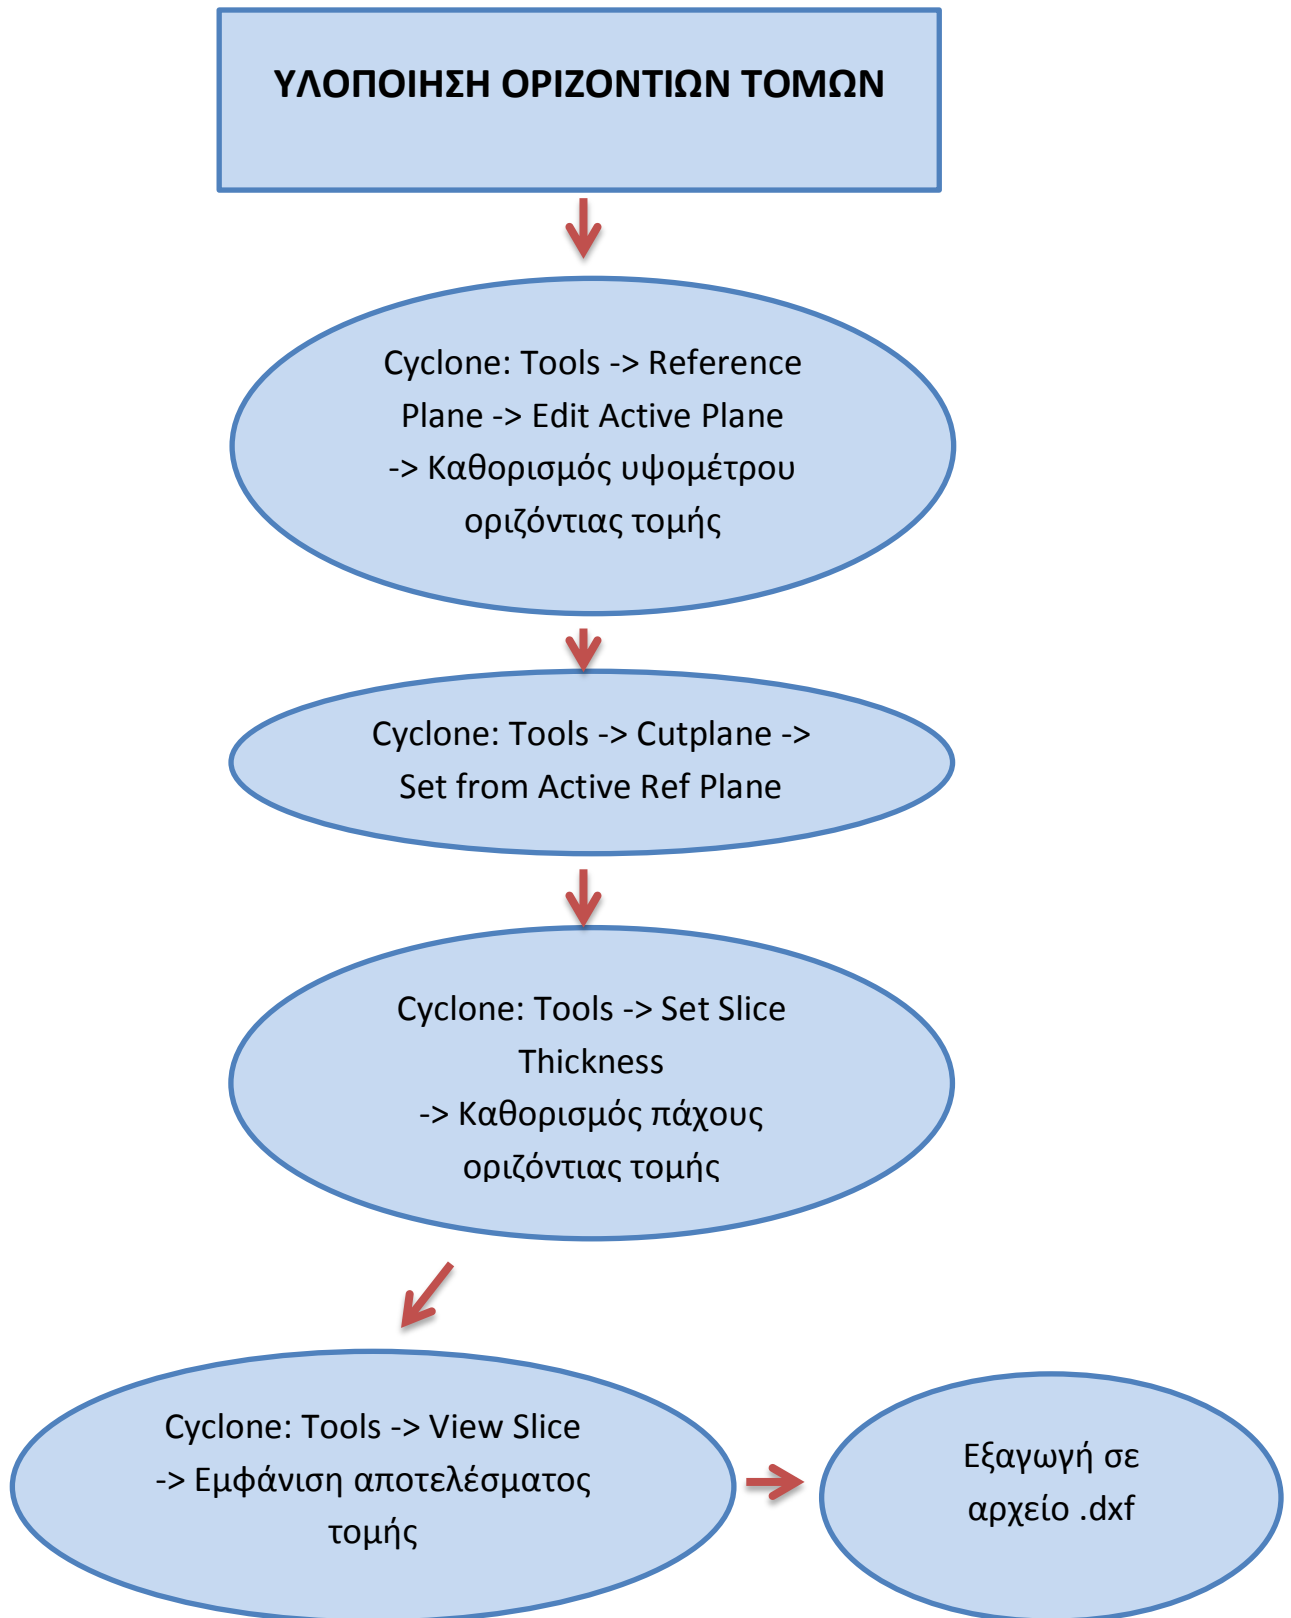 ΥΛΟΠΟΙΗΣΗ ΟΡΙΖΟΝΤΙΩΝ ΤΟΜΩΝ
Cyclone: Tools -> Reference
Plane -> Edit Active Plane
-> Καθορισμός υψομέτρου
οριζόντιας τομής
Cyclone: Tools -> Cutplane ->
Set from Active Ref Plane
Cyclone: Tools -> Set Slice
Thickness
-> Καθορισμός πάχους
οριζόντιας τομής
Cyclone: Tools -> View Slice
-> Εμφάνιση αποτελέσματος
τομής
Εξαγωγή σε
αρχείο .dxf